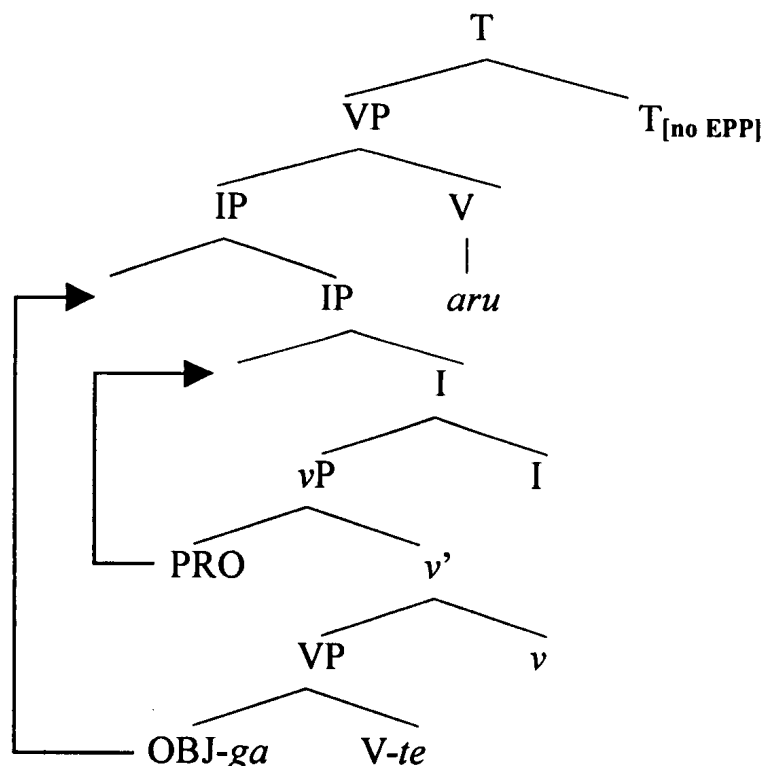 T
VP T[no EPP]
IP V
IP aru
I
vP I
PRO v’
VP v
OBJ-ga V-te